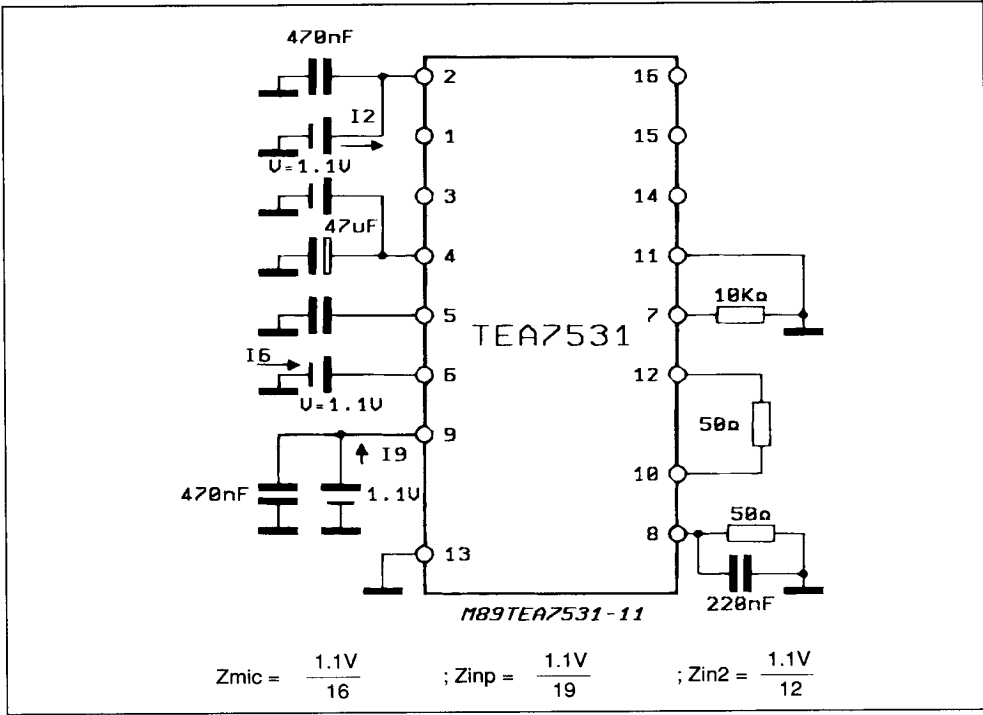 470nF
2
16
I2
1
15
V=1.1V
3
14
47uF
4
11
5
7
10KΩ
TEA7531
I6
6
12
V=1.1V
50Ω
9
I9
10
470nF
1.1V
50Ω
8
13
220nF
M89TEA7531-11
Zmic = 1.1V / 16 ; Zinp = 1.1V / 19 ; Zin2 = 1.1V / 12